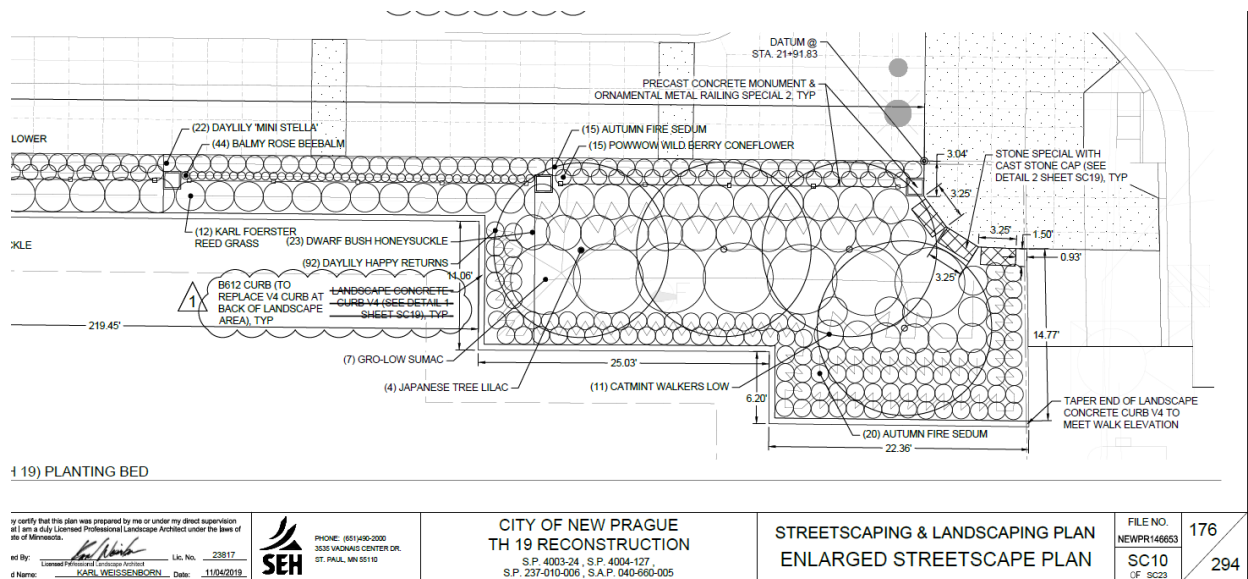 DATUM @
STA. 21+91.83
PRECAST CONCRETE MONUMENT &
ORNAMENTAL METAL RAILING SPECIAL 2, TYP
LOWER
(22) DAYLILY 'MINI STELLA'
(44) BALMY ROSE BEEBALM
(15) AUTUMN FIRE SEDUM
(15) POWWOW WILD BERRY CONEFLOWER
3.04'
STONE SPECIAL WITH
CAST STONE CAP (SEE
DETAIL 2 SHEET SC19), TYP
3.25'
(12) KARL FOERSTER
REED GRASS
(23) DWARF BUSH HONEYSUCKLE
CKLE
3.25'
1.50'
0.93'
(92) DAYLILY HAPPY RETURNS
11.06'
3.25'
1
B612 CURB (TO
REPLACE V4 CURB AT
BACK OF LANDSCAPE
AREA), TYP
LANDSCAPE CONCRETE
CURB V4 (SEE DETAIL 1
SHEET SC19), TYP
219.45'
14.77'
(7) GRO-LOW SUMAC
25.03'
(4) JAPANESE TREE LILAC
(11) CATMINT WALKERS LOW
6.20'
TAPER END OF LANDSCAPE
CONCRETE CURB V4 TO
MEET WALK ELEVATION
(20) AUTUMN FIRE SEDUM
22.36'
H 19) PLANTING BED
y certify that this plan was prepared by me or under my direct supervision
at I am a duly Licensed Professional Landscape Architect under the laws of
te of Minnesota.
ed By:
Lic. No. 23817
Licensed Professional Landscape Architect
d Name: KARL WEISSENBORN Date: 11/04/2019
SEH
PHONE: (651)490-2000
3535 VADNAIS CENTER DR.
ST. PAUL, MN 55110
CITY OF NEW PRAGUE
TH 19 RECONSTRUCTION
S.P. 4003-24 , S.P. 4004-127 ,
S.P. 237-010-006 , S.A.P. 040-660-005
STREETSCAPING & LANDSCAPING PLAN
ENLARGED STREETSCAPE PLAN
FILE NO.
NEWPR146653
SC10
OF SC23
176
294